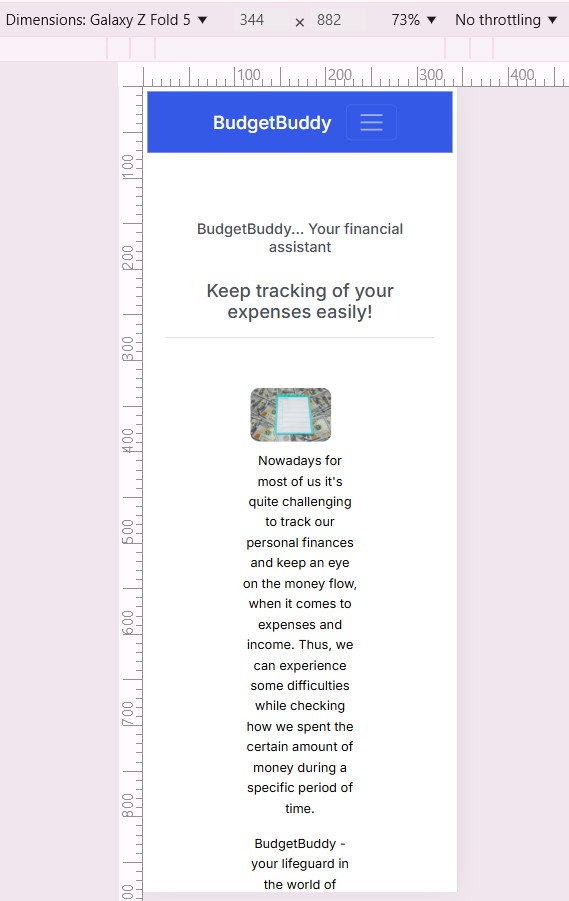 Dimensions: Galaxy Z Fold 5 ▼ 344 × 882 73% ▼ No throttling ▼
100 200 300 400
100
200
300
400
500
600
700
800
BudgetBuddy
BudgetBuddy... Your financial
assistant
Keep tracking of your
expenses easily!
Nowadays for
most of us it's
quite challenging
to track our
personal finances
and keep an eye
on the money flow,
when it comes to
expenses and
income. Thus, we
can experience
some difficulties
while checking
how we spent the
certain amount of
money during a
specific period of
time.
BudgetBuddy -
your lifeguard in
the world of